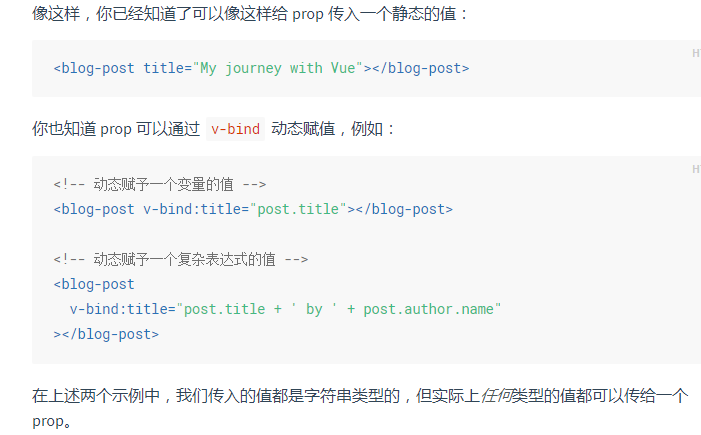 像这样，你已经知道了可以像这样给 prop 传入一个静态的值：
<blog-post title="My journey with Vue"></blog-post>
你也知道 prop 可以通过 v-bind 动态赋值，例如：
<!-- 动态赋予一个变量的值 -->
<blog-post v-bind:title="post.title"></blog-post>
<!-- 动态赋予一个复杂表达式的值 -->
<blog-post
  v-bind:title="post.title + ' by ' + post.author.name"
></blog-post>
在上述两个示例中，我们传入的值都是字符串类型的，但实际上任何类型的值都可以传给一个
prop。